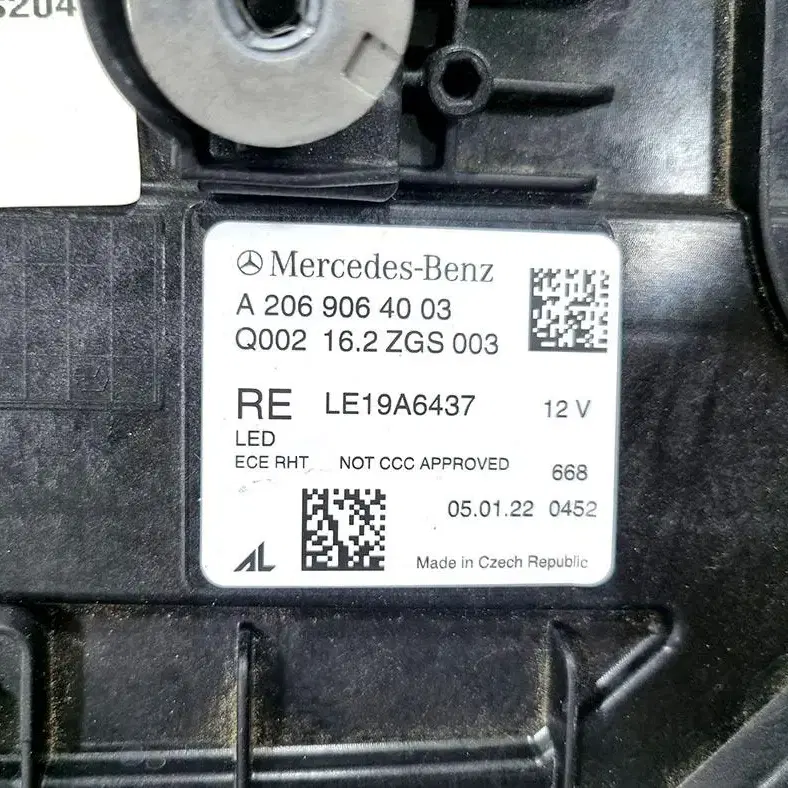 S204
Mercedes-Benz
A 206 906 40 03
Q002 16.2 ZGS 003
RE LE19A6437 12 V
LED
ECE RHT NOT CCC APPROVED 668
05.01.22 0452
AL Made in Czech Republic